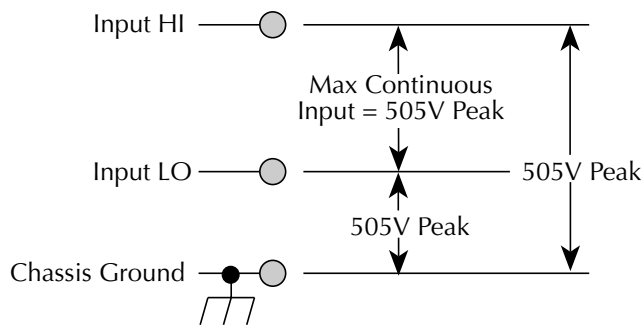 Input HI
Max Continuous
Input = 505V Peak
Input LO
505V Peak
505V Peak
Chassis Ground